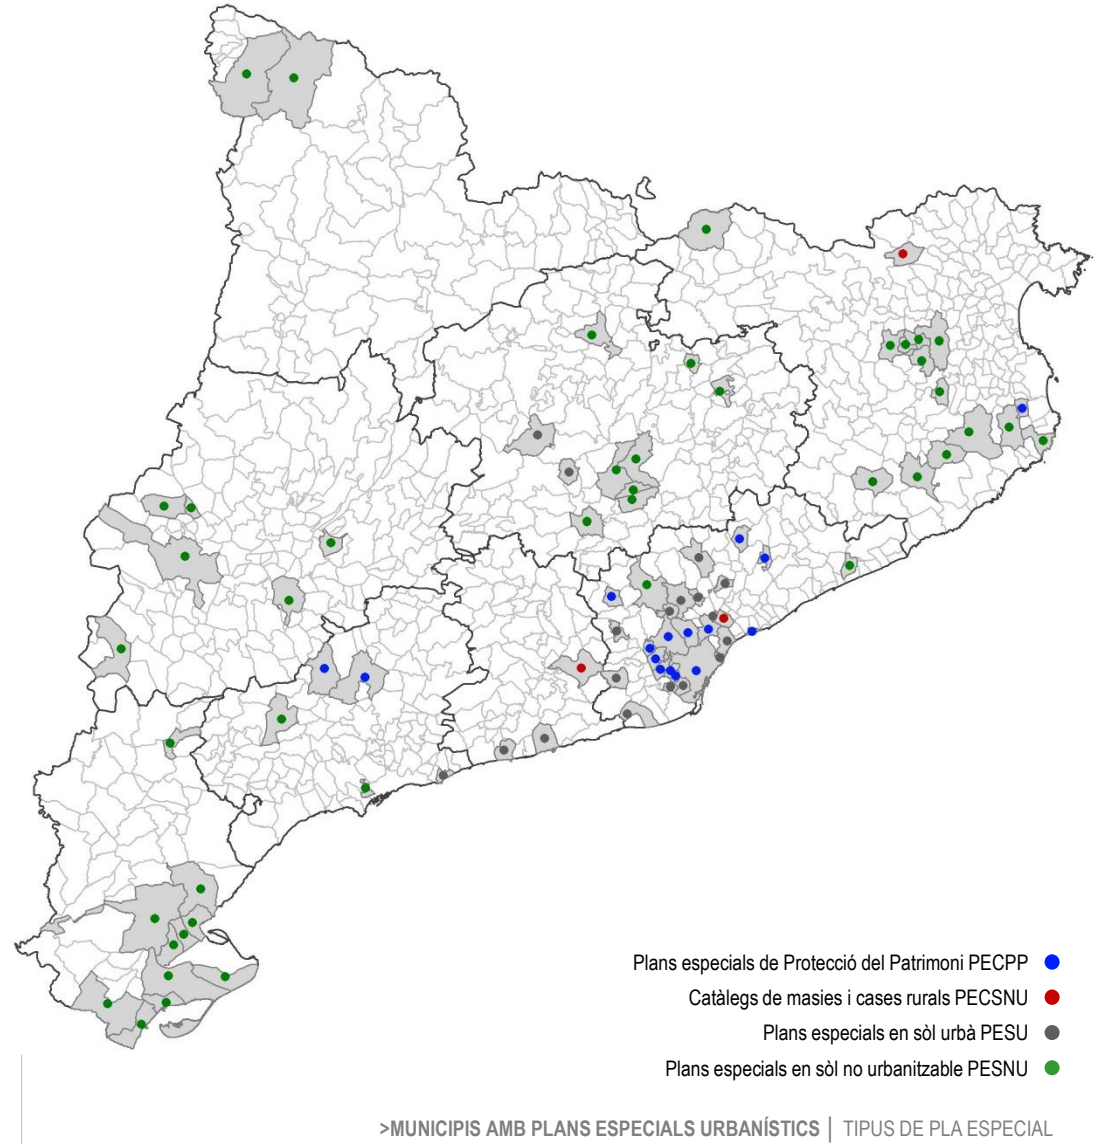 Plans especials de Protecció del Patrimoni PECPP
Catàlegs de masies i cases rurals PECSNU
Plans especials en sòl urbà PESU
Plans especials en sòl no urbanitzable PESNU
>MUNICIPIS AMB PLANS ESPECIALS URBANÍSTICS | TIPUS DE PLA ESPECIAL